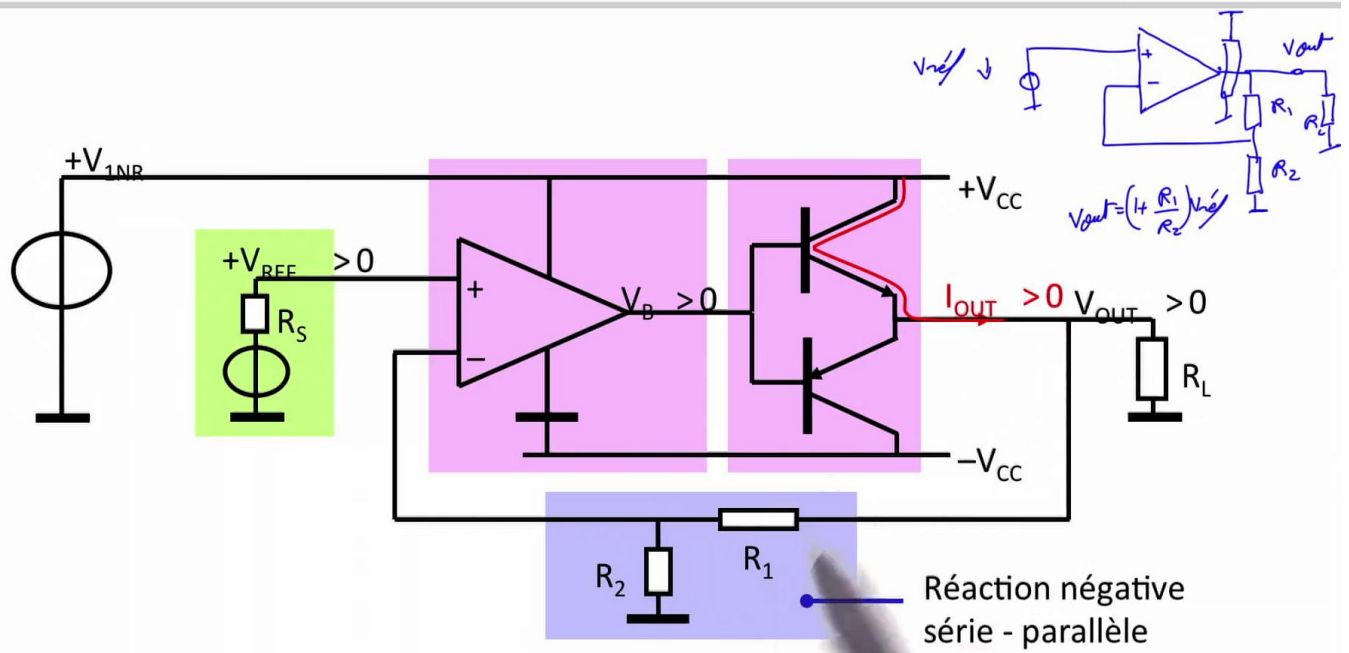 Vréf
+
−
Vout
R1
RL
R2
Vout=(1+R1/R2)Vréf
+V1NR
+VCC
+VREF >0
RS
+
−
VB >0
IOUT >0
VOUT >0
RL
−VCC
R2
R1
Réaction négative
série - parallèle